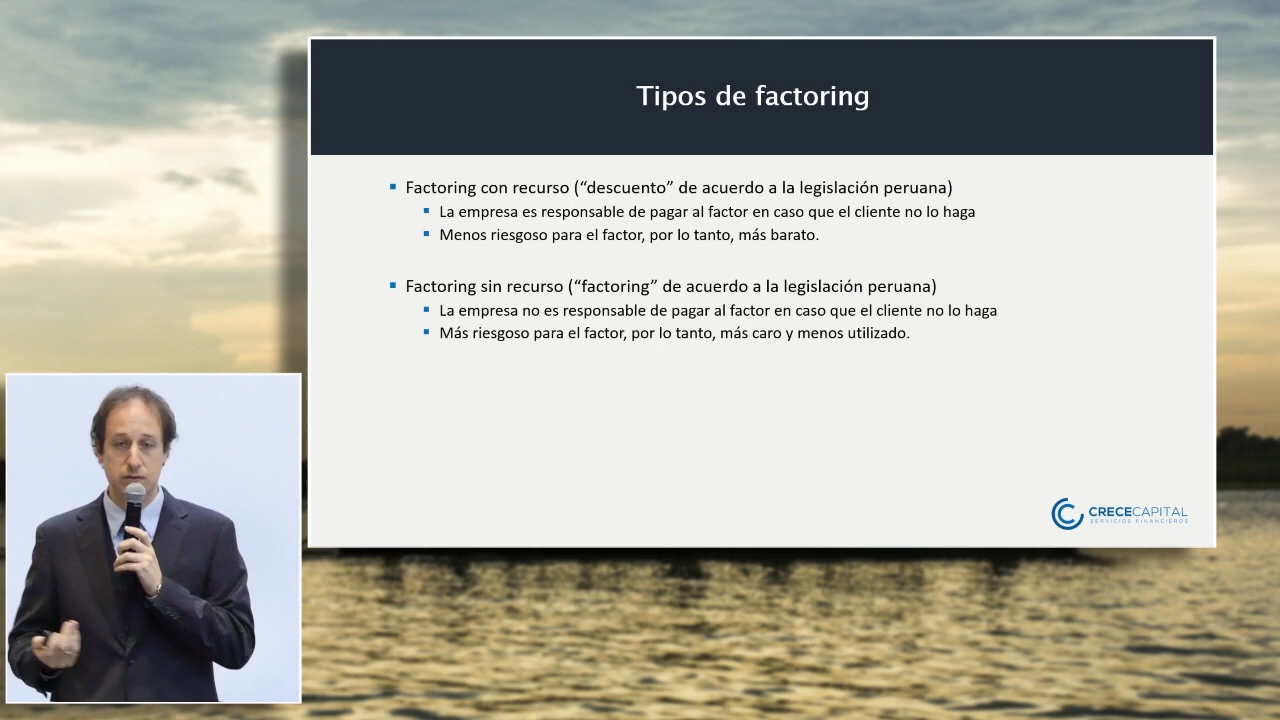 Tipos de factoring
Factoring con recurso (“descuento” de acuerdo a la legislación peruana)
La empresa es responsable de pagar al factor en caso que el cliente no lo haga
Menos riesgoso para el factor, por lo tanto, más barato.
Factoring sin recurso (“factoring” de acuerdo a la legislación peruana)
La empresa no es responsable de pagar al factor en caso que el cliente no lo haga
Más riesgoso para el factor, por lo tanto, más caro y menos utilizado.
CRECECAPITAL
SERVICIOS FINANCIEROS